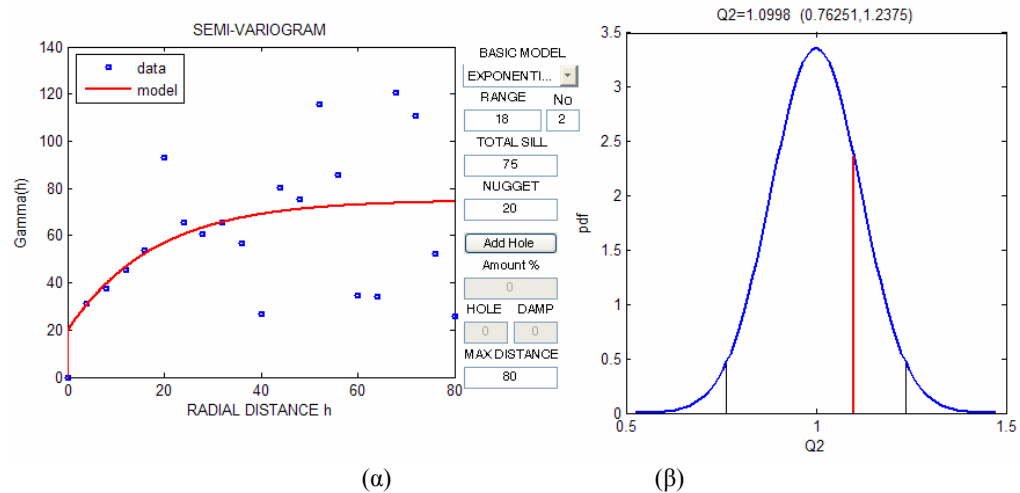 SEMI-VARIOGRAM
140
120
100
80
60
40
20
0
Gamma(h)
data
model
0 20 40 60 80
RADIAL DISTANCE h
BASIC MODEL
EXPONENTI...
RANGE No
18 2
TOTAL SILL
75
NUGGET
20
Add Hole
Amount %
0
HOLE DAMP
0 0
MAX DISTANCE
80
(α)
Q2=1.0998 (0.76251,1.2375)
3.5
3
2.5
2
1.5
1
0.5
0
pdf
0.5 1 1.5
Q2
(β)